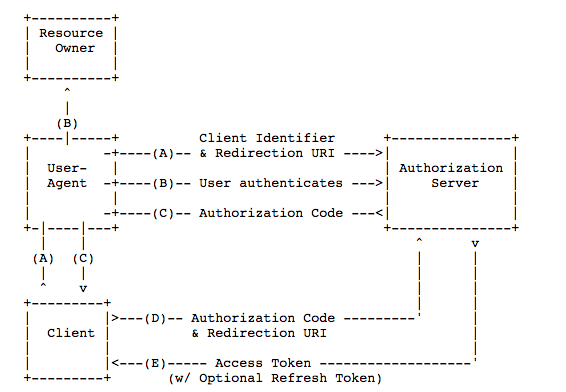 Resource
Owner
(B)
Client Identifier
(A) & Redirection URI
User-
Agent
Authorization
Server
(B) User authenticates
(C) Authorization Code
(A) (C)
(D) Authorization Code
& Redirection URI
Client
(E) Access Token
(w/ Optional Refresh Token)